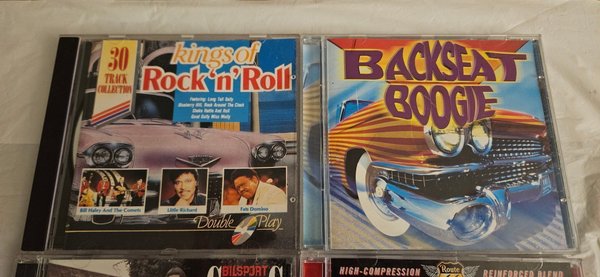 30
TRACK
COLLECTION
kings of
Rock 'n' Roll
Featuring: Long Tall Sally
Blueberry Hill, Rock Around The Clock
Shake Rattle And Roll
Good Golly Miss Molly
Bill Haley And The Comets
Little Richard
Fats Domino
Double Play
BACKSEAT
BOOGIE
BILSPORT
HIGH-COMPRESSION
Route
REINFORCED BLEND